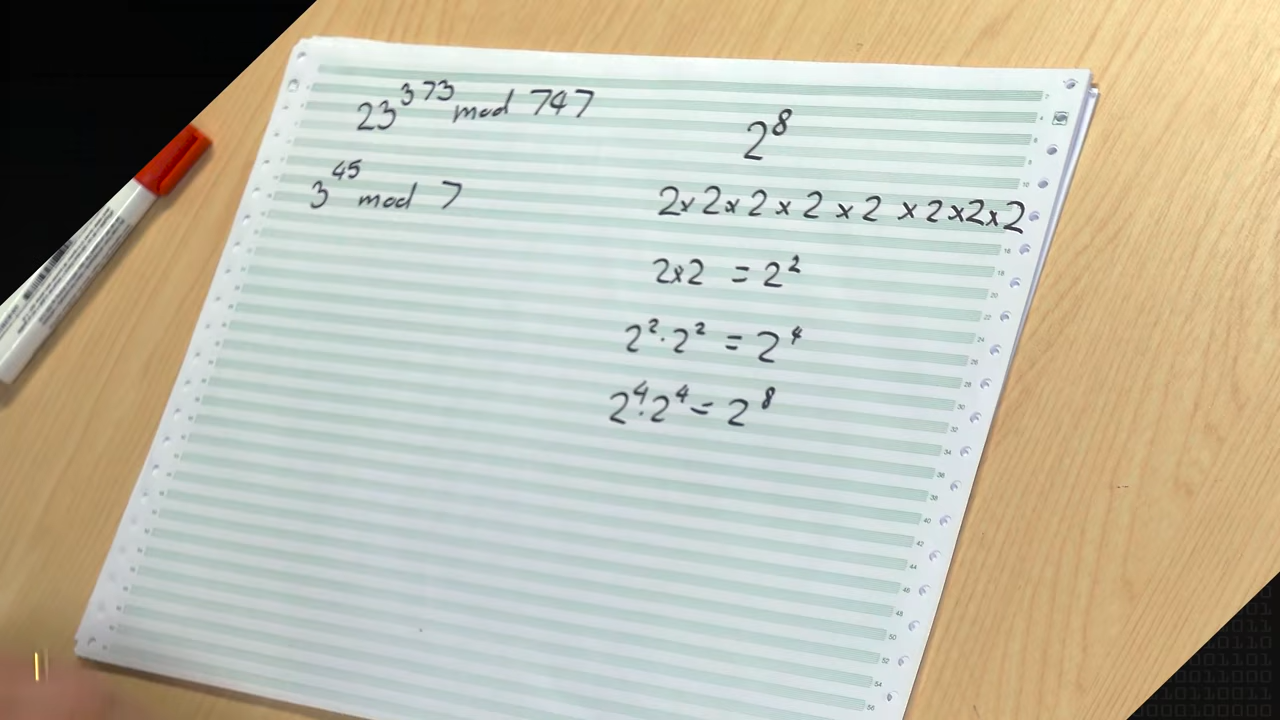 23^373 mod 747
3^45 mod 7
2^8
2×2×2×2×2×2×2×2
2×2 = 2^2
2^2·2^2 = 2^4
2^4·2^4 = 2^8